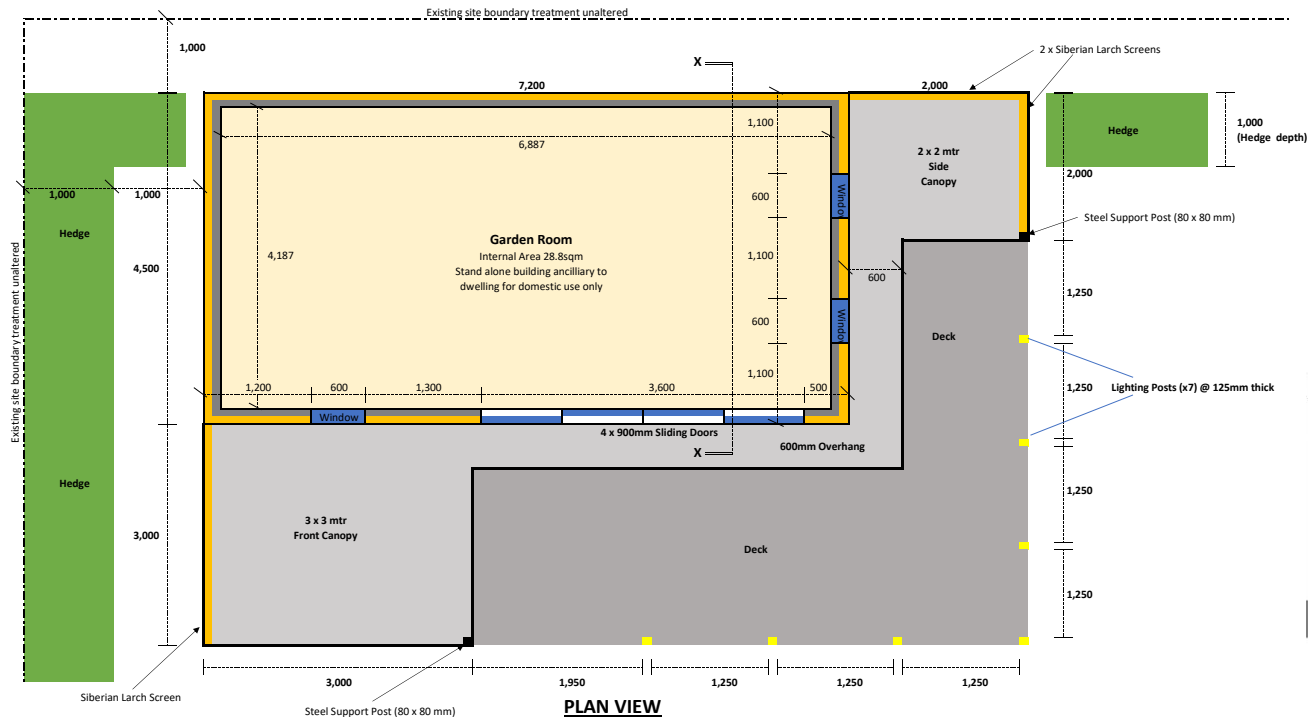 Existing site boundary treatment unaltered
1,000
X
2 x Siberian Larch Screens
7,200
2,000
1,100
1,000
(Hedge depth)
Hedge
6,887
2 x 2 mtr
Side
Canopy
2,000
1,000
1,000
600
Window
Steel Support Post (80 x 80 mm)
Hedge
Garden Room
Internal Area 28.8sqm
Stand alone building ancilliary to
dwelling for domestic use only
4,187
1,100
4,500
600
1,250
Existing site boundary treatment unaltered
600
Window
Deck
1,100
1,200
600
1,300
3,600
500
1,250
Lighting Posts (x7) @ 125mm thick
Window
4 x 900mm Sliding Doors
600mm Overhang
X
Hedge
1,250
3 x 3 mtr
Front Canopy
3,000
Deck
1,250
3,000
1,950
1,250
1,250
1,250
Siberian Larch Screen
Steel Support Post (80 x 80 mm)
PLAN VIEW